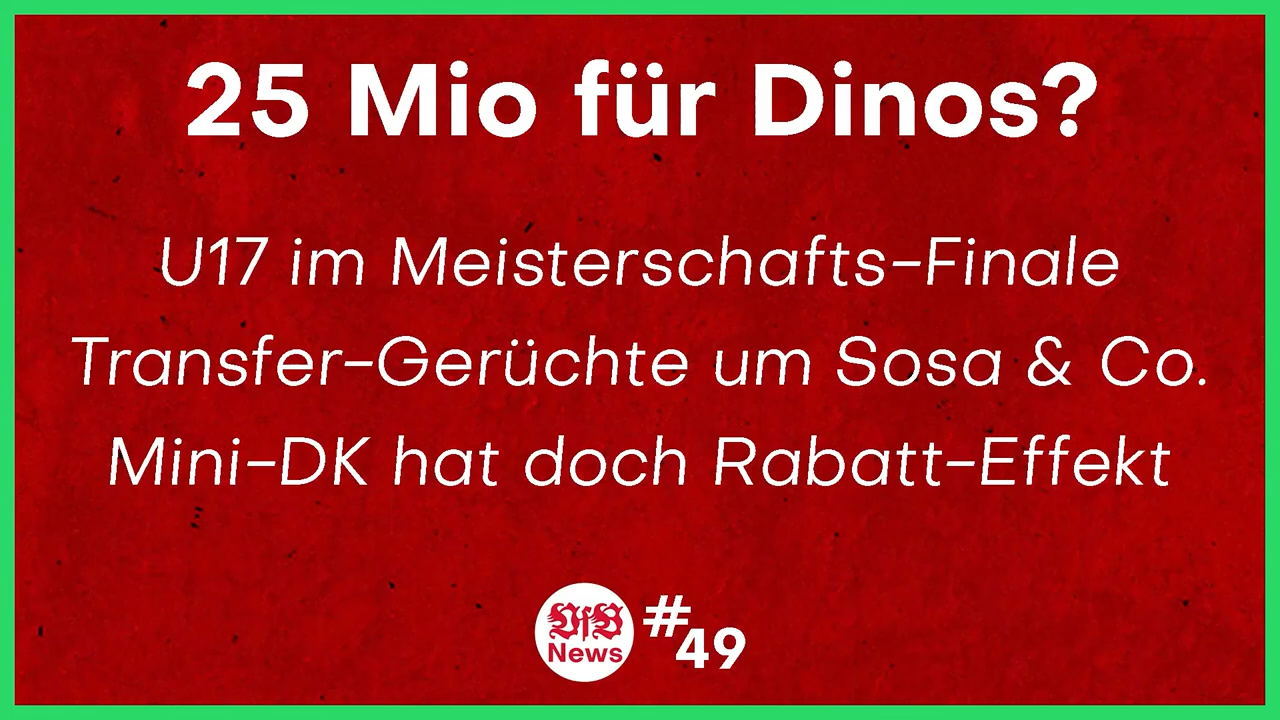 25 Mio für Dinos?
U17 im Meisterschafts-Finale
Transfer-Gerüchte um Sosa & Co.
Mini-DK hat doch Rabatt-Effekt
VfB
News
#49